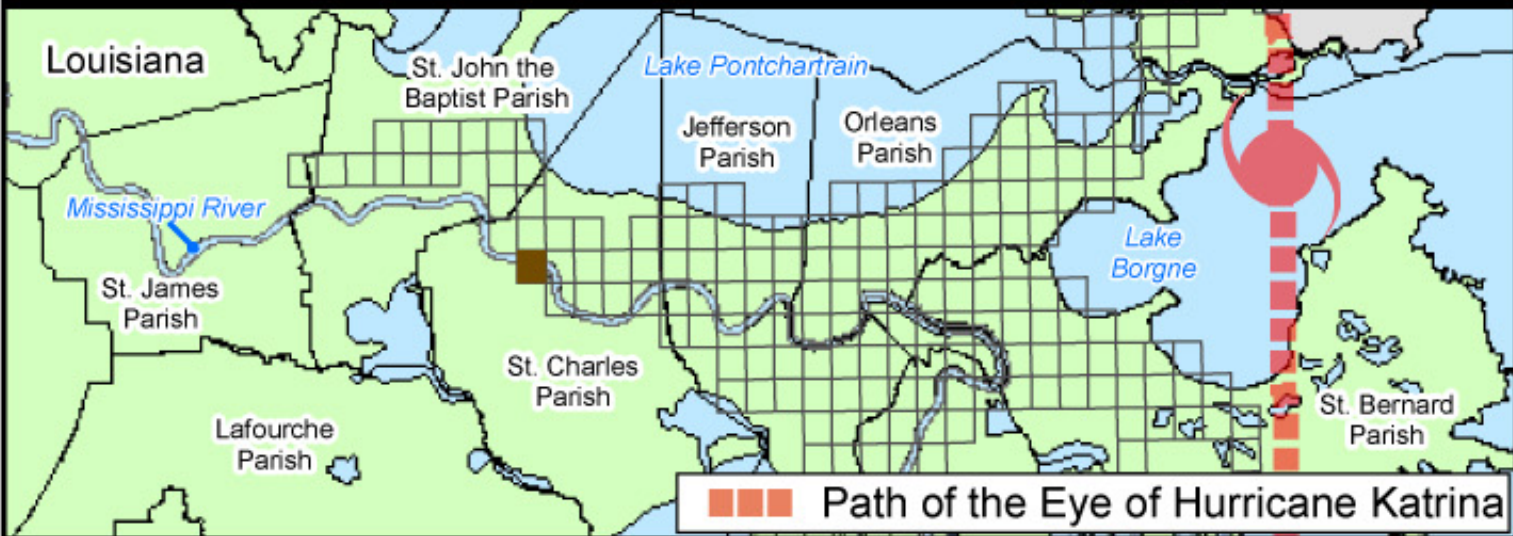 Louisiana
St. John the
Baptist Parish
Lake Pontchartrain
Jefferson
Parish
Orleans
Parish
Mississippi River
Lake
Borgne
St. James
Parish
St. Charles
Parish
St. Bernard
Parish
Lafourche
Parish
Path of the Eye of Hurricane Katrina